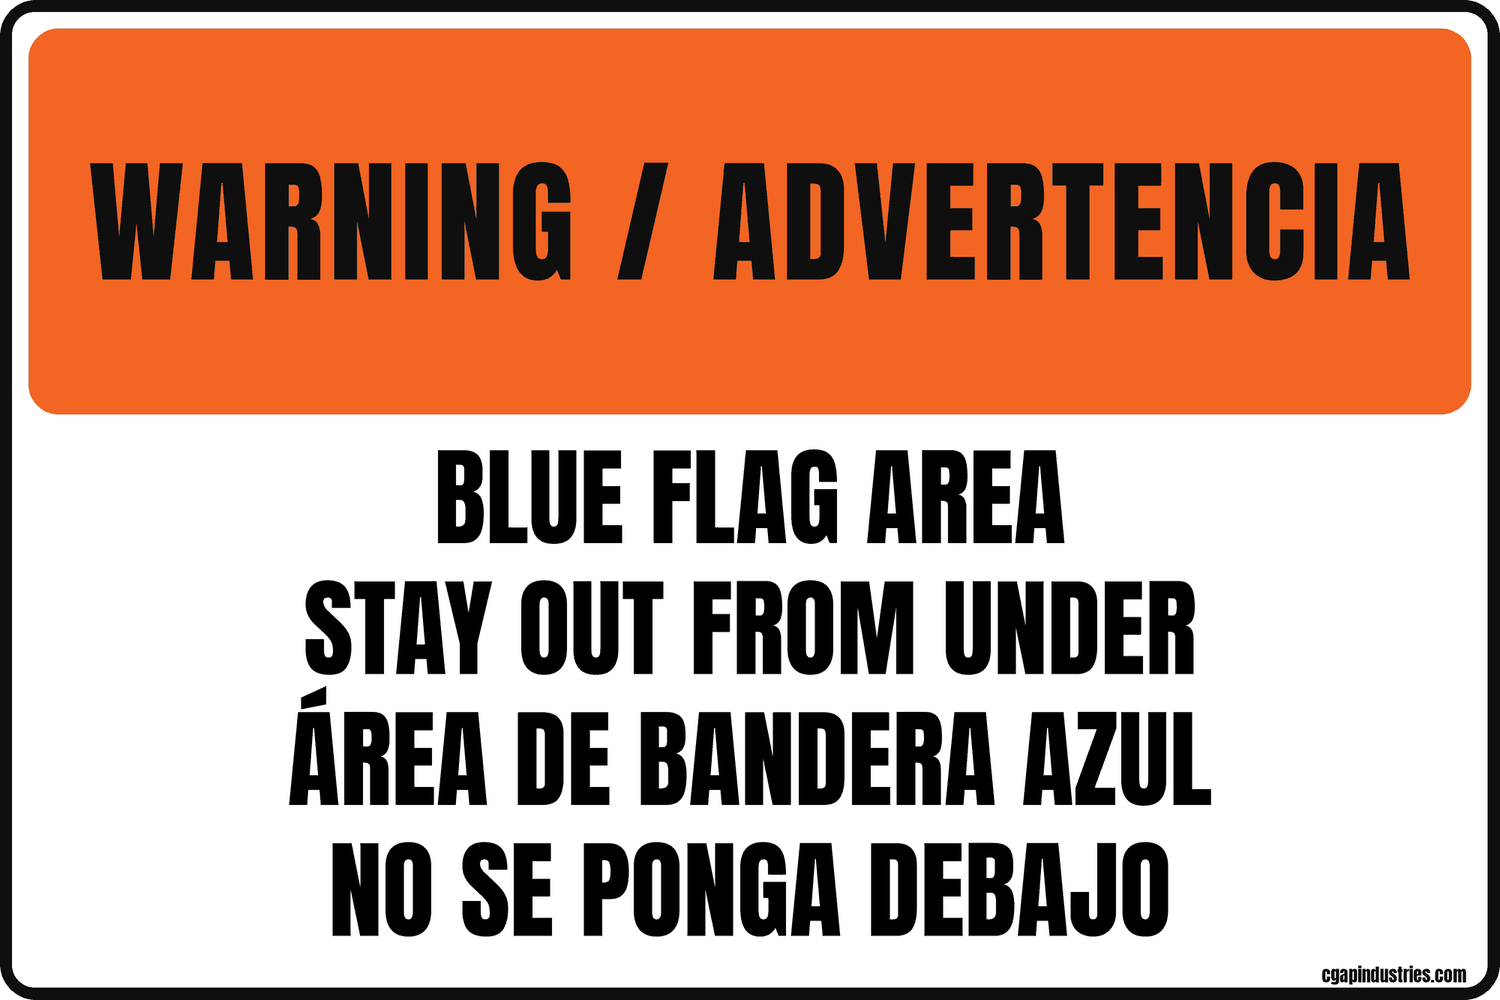 WARNING / ADVERTENCIA
BLUE FLAG AREA
STAY OUT FROM UNDER
ÁREA DE BANDERA AZUL
NO SE PONGA DEBAJO
cgapindustries.com